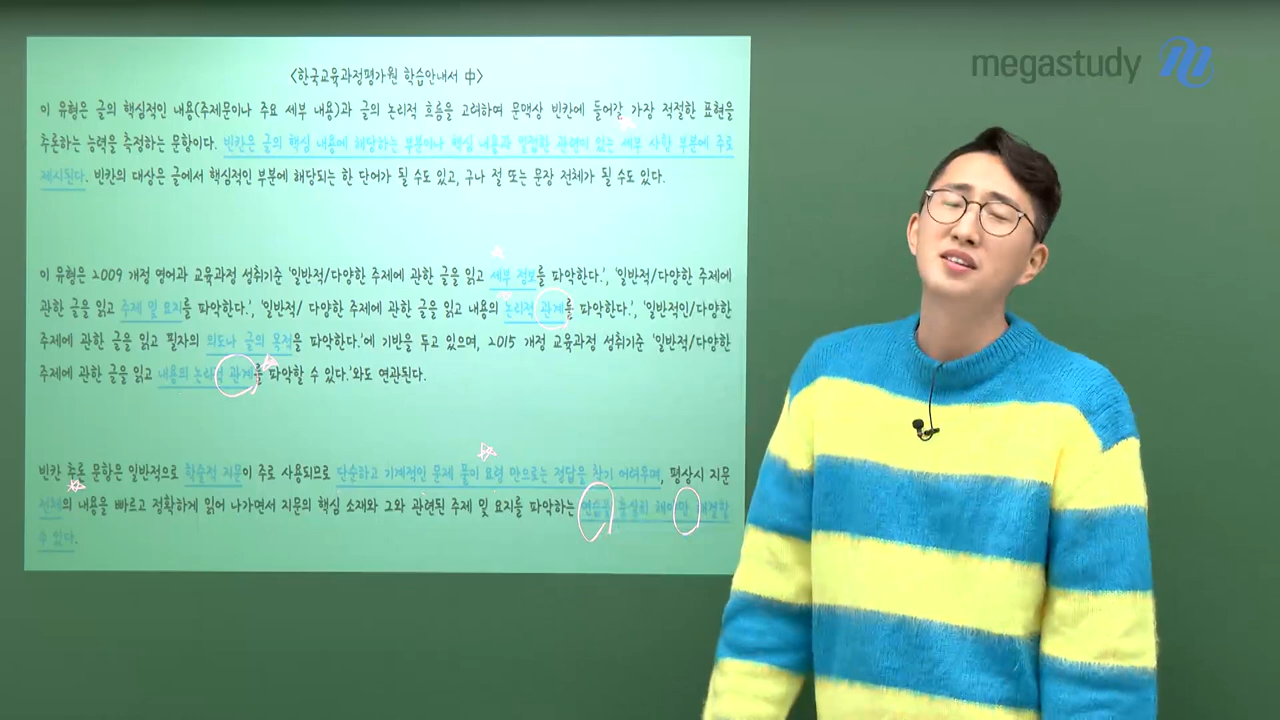 megastudy
<한국교육과정평가원 학습안내서 中>
이 유형은 글의 핵심적인 내용(주제문이나 주요 세부 내용)과 글의 논리적 흐름을 고려하여 문맥상 빈칸에 들어갈 가장 적절한 표현을
추론하는 능력을 측정하는 문항이다. 빈칸은 글의 핵심 내용에 해당하는 부분이나 핵심 내용과 일정한 관련이 있는 세부 사항 부분에 주로
제시된다. 빈칸의 대상은 글에서 핵심적인 부분에 해당되는 한 단어가 될 수도 있고, 구나 절 또는 문장 전체가 될 수도 있다.
이 유형은 2009 개정 영어과 교육과정 성취기준 '일반적/다양한 주제에 관한 글을 읽고 세부 정보를 파악한다.', '일반적/다양한 주제에
관한 글을 읽고 주제 및 요지를 파악한다.', '일반적/ 다양한 주제에 관한 글을 읽고 내용의 논리적 관계를 파악한다.', '일반적인/다양한
주제에 관한 글을 읽고 필자의 의도나 글의 목적을 파악한다.'에 기반을 두고 있으며, 2015 개정 교육과정 성취기준 '일반적/다양한
주제에 관한 글을 읽고 내용의 논리적 관계를 파악할 수 있다.'와도 연관된다.
빈칸 추론 문항은 일반적으로 학술적 지문이 주로 사용되므로 단순하고 기계적인 문제 풀이 요령 만으로는 정답을 찾기 어려우며, 평상시 지문
전체의 내용을 빠르고 정확하게 읽어 나가면서 지문의 핵심 소재와 그와 관련된 주제 및 요지를 파악하는 연습을 충실히 해야만 해결할
수 있다.